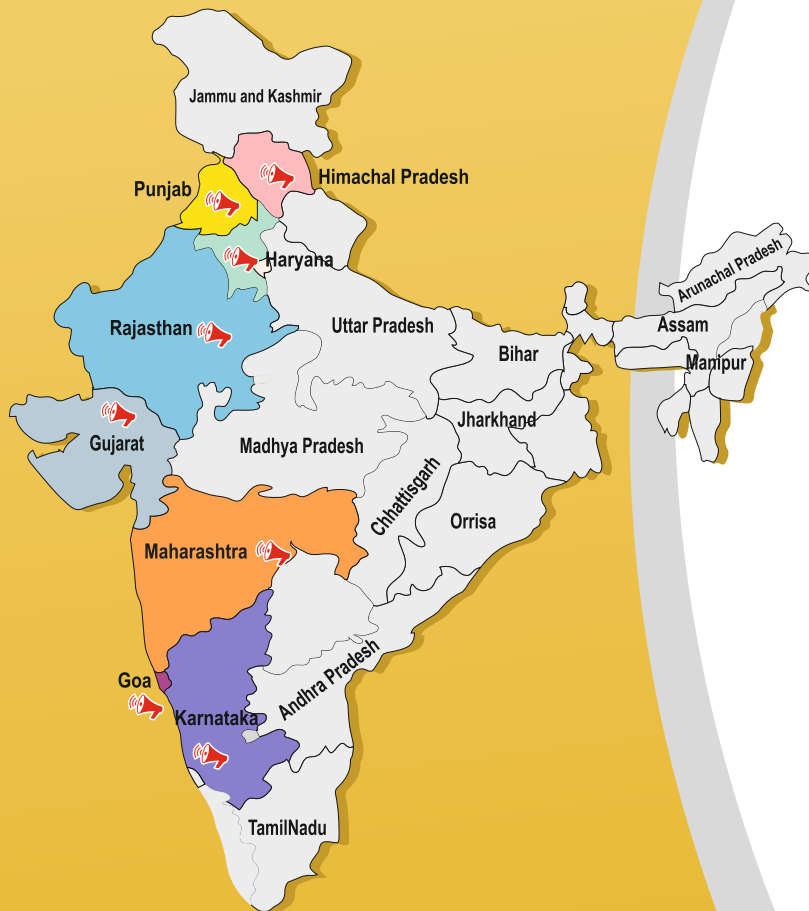 Jammu and Kashmir
Himachal Pradesh
Punjab
Haryana
Arunachal Pradesh
Rajasthan
Uttar Pradesh
Assam
Bihar
Manipur
Gujarat
Madhya Pradesh
Jharkhand
Chhattisgarh
Orrisa
Maharashtra
Andhra Pradesh
Goa
Karnataka
TamilNadu